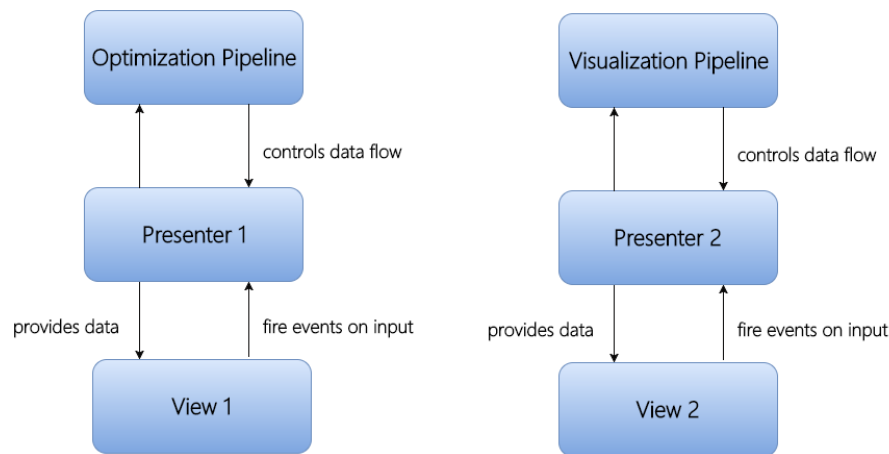 Optimization Pipeline
Visualization Pipeline
controls data flow
controls data flow
Presenter 1
Presenter 2
provides data
fire events on input
provides data
fire events on input
View 1
View 2